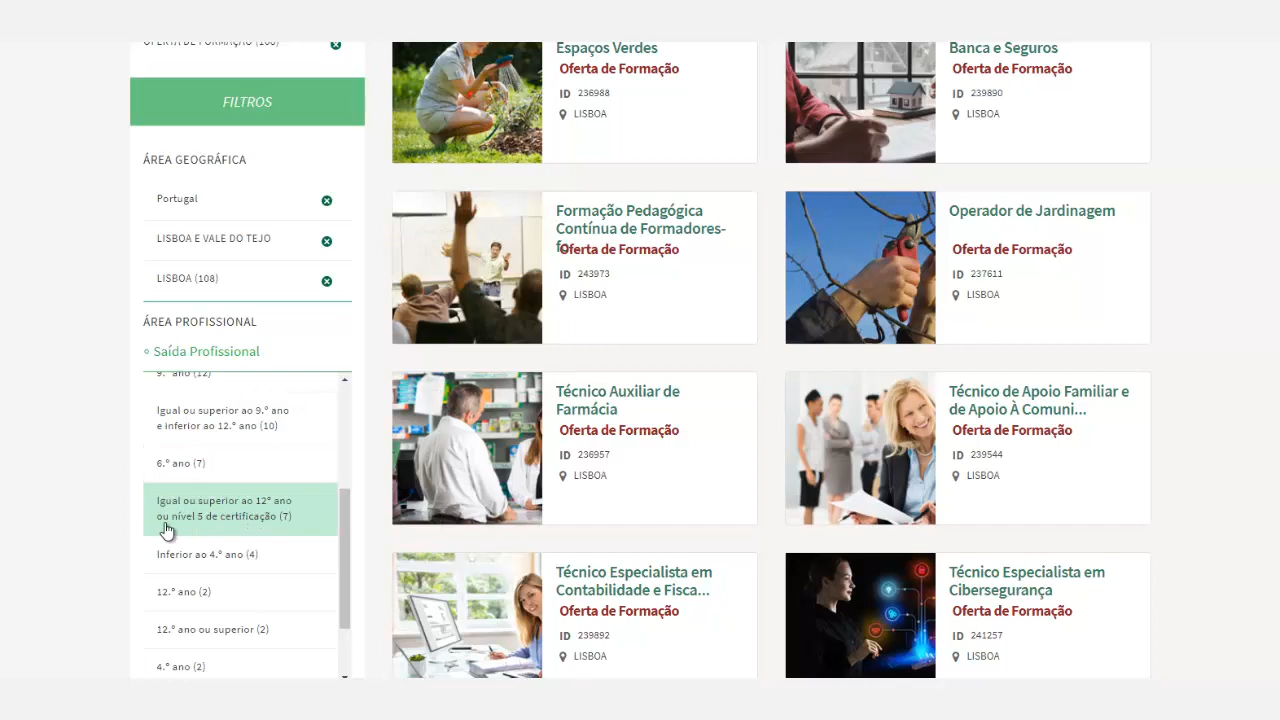 OFERTA DE FORMAÇÃO (108)
FILTROS
ÁREA GEOGRÁFICA
Portugal
LISBOA E VALE DO TEJO
LISBOA (108)
ÁREA PROFISSIONAL
Saída Profissional
9.º ano (12)
Igual ou superior ao 9.º ano
e inferior ao 12.º ano (10)
6.º ano (7)
Igual ou superior ao 12º ano
ou nível 5 de certificação (7)
Inferior ao 4.º ano (4)
12.º ano (2)
12.º ano ou superior (2)
4.º ano (2)
Espaços Verdes
Oferta de Formação
ID 236988
LISBOA
Banca e Seguros
Oferta de Formação
ID 239890
LISBOA
Formação Pedagógica
Contínua de Formadores-
Oferta de Formação
ID 243973
LISBOA
Operador de Jardinagem
Oferta de Formação
ID 237611
LISBOA
Técnico Auxiliar de
Farmácia
Oferta de Formação
ID 236957
LISBOA
Técnico de Apoio Familiar e
de Apoio À Comuni...
Oferta de Formação
ID 239544
LISBOA
Técnico Especialista em
Contabilidade e Fisca...
Oferta de Formação
ID 239892
LISBOA
Técnico Especialista em
Cibersegurança
Oferta de Formação
ID 241257
LISBOA